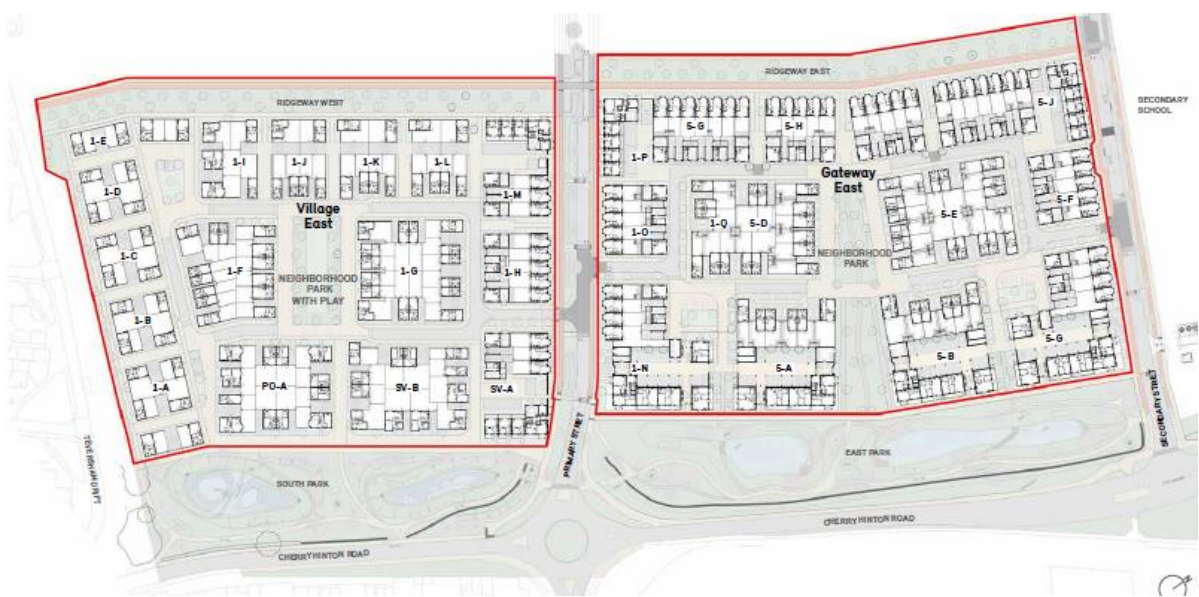 RIDGEWAY EAST
RIDGEWAY WEST
SECONDARY
SCHOOL
1-E
1-D
1-C
1-B
1-A
1-I
1-J
1-K
1-L
1-M
Village
East
1-F
NEIGHBORHOOD
PARK
WITH PLAY
1-G
1-H
PO-A
SV-B
SV-A
5-G
5-H
5-J
1-P
Gateway
East
1-O
1-Q
5-D
5-E
5-F
NEIGHBORHOOD
PARK
1-N
5-A
5-B
5-G
TEVERSHAM DRIFT
PRIMARY STREET
SECONDARY STREET
SOUTH PARK
EAST PARK
CHERRY HINTON ROAD
CHERRY HINTON ROAD